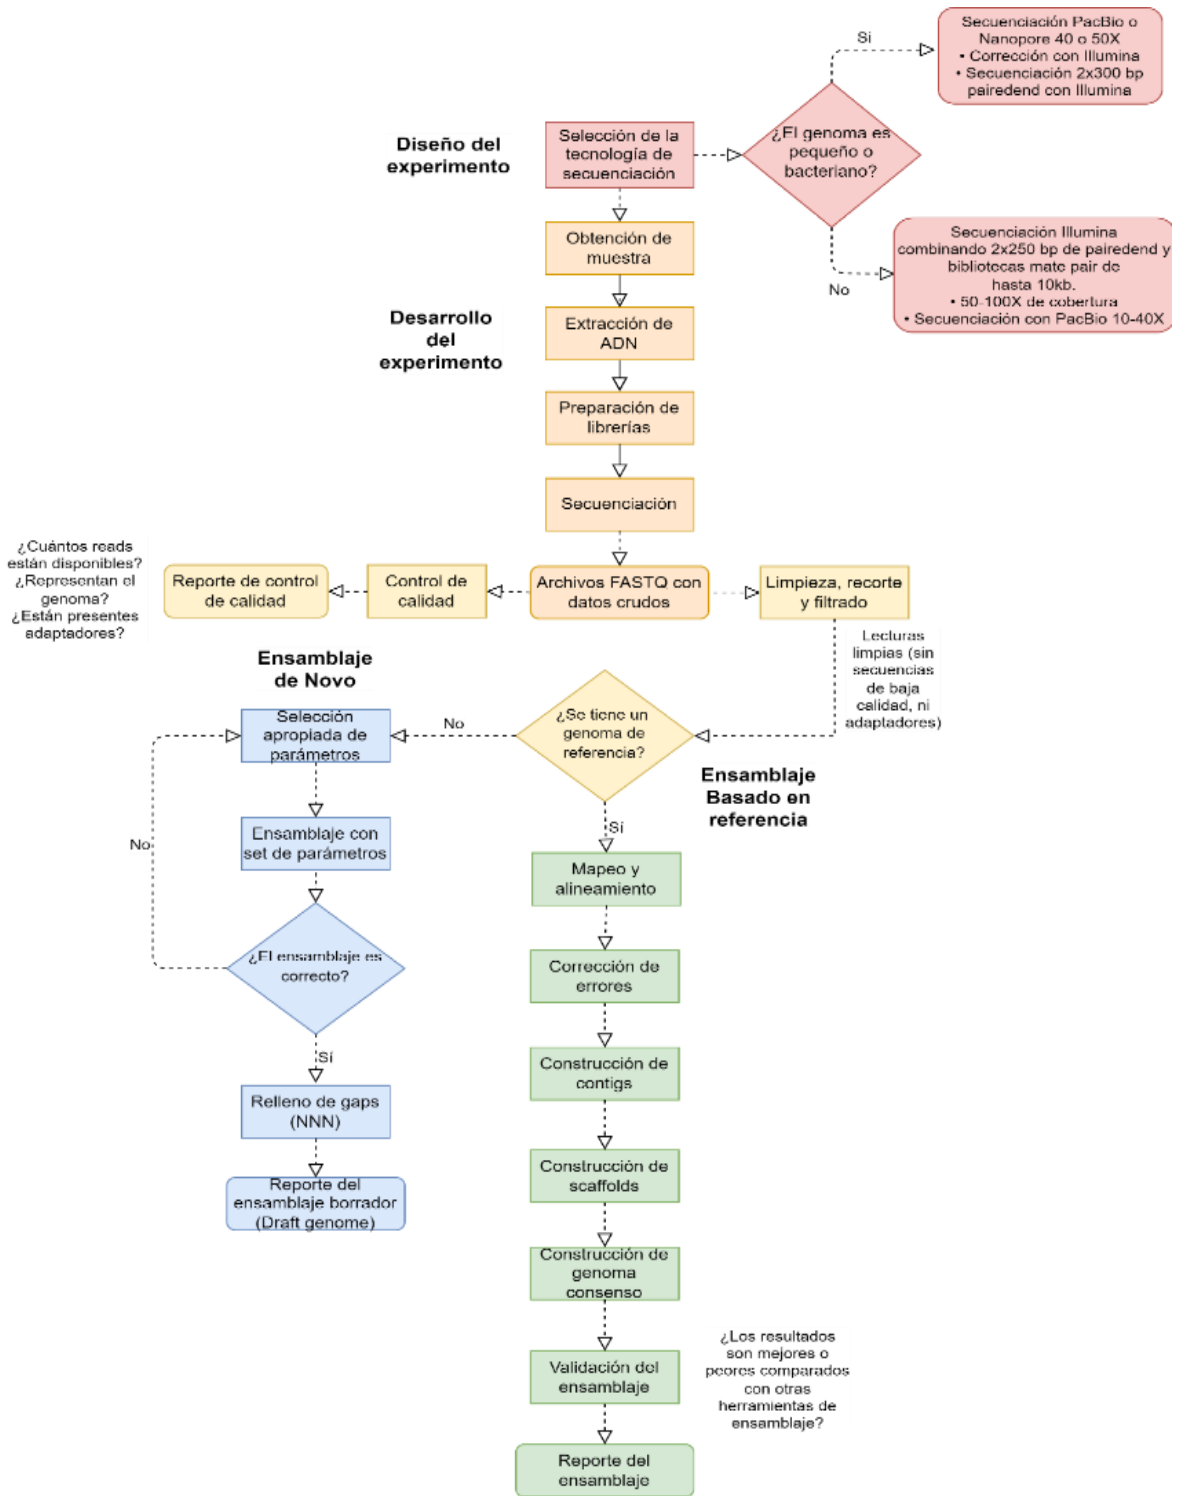 Sí
Secuenciación PacBio o
Nanopore 40 o 50X
• Corrección con Illumina
• Secuenciación 2x300 bp
pairedend con Illumina
Diseño del
experimento
Selección de la
tecnología de
secuenciación
¿El genoma es
pequeño o
bacteriano?
No
Secuenciación Illumina
combinando 2x250 bp de pairedend y
bibliotecas mate pair de
hasta 10kb.
• 50-100X de cobertura
• Secuenciación con PacBio 10-40X
Obtención de
muestra
Desarrollo
del
experimento
Extracción de
ADN
Preparación de
librerías
Secuenciación
¿Cuántos reads
están disponibles?
¿Representan el
genoma?
¿Están presentes
adaptadores?
Reporte de control
de calidad
Control de
calidad
Archivos FASTQ con
datos crudos
Limpieza, recorte
y filtrado
Lecturas
limpias (sin
secuencias
de baja
calidad, ni
adaptadores)
Ensamblaje
de Novo
Selección
apropiada de
parámetros
No
¿Se tiene un
genoma de
referencia?
Ensamblaje
Basado en
referencia
Sí
No
Ensamblaje con
set de parámetros
¿El ensamblaje es
correcto?
Sí
Relleno de gaps
(NNN)
Reporte del
ensamblaje borrador
(Draft genome)
Mapeo y
alineamiento
Corrección de
errores
Construcción de
contigs
Construcción de
scaffolds
Construcción de
genoma
consenso
Validación del
ensamblaje
¿Los resultados
son mejores o
peores comparados
con otras
herramientas de
ensamblaje?
Reporte del
ensamblaje